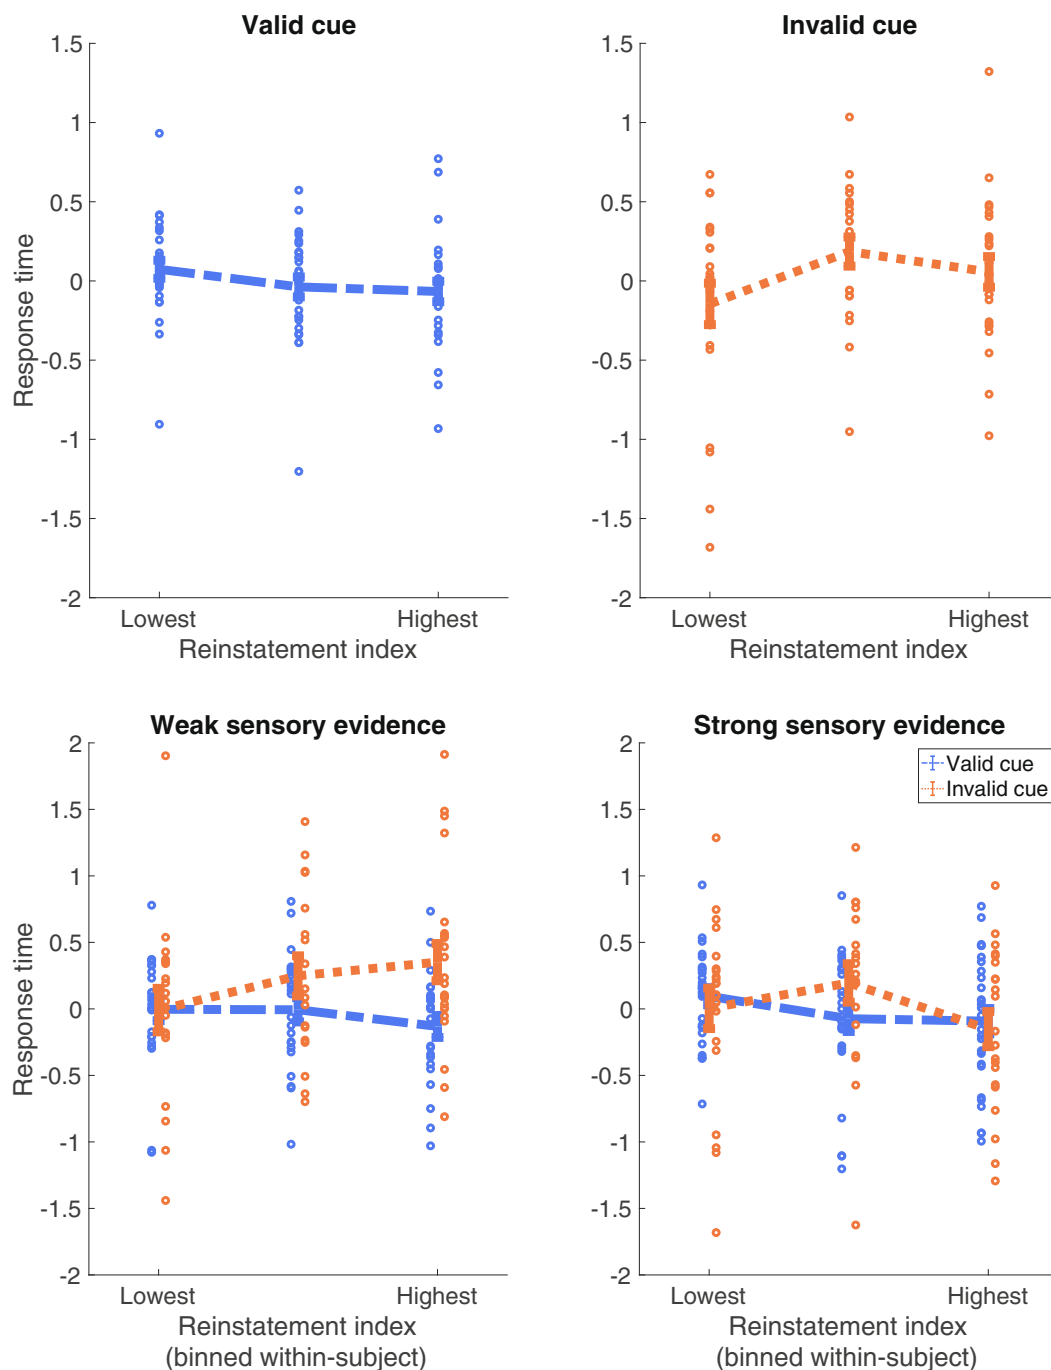 Valid cue
1.5
1
0.5
0
-0.5
-1
-1.5
-2
Response time
Lowest
Highest
Reinstatement index
Invalid cue
1.5
1
0.5
0
-0.5
-1
-1.5
-2
Lowest
Highest
Reinstatement index
Weak sensory evidence
2
1.5
1
0.5
0
-0.5
-1
-1.5
-2
Response time
Lowest
Highest
Reinstatement index
(binned within-subject)
Strong sensory evidence
Valid cue
Invalid cue
2
1.5
1
0.5
0
-0.5
-1
-1.5
-2
Lowest
Highest
Reinstatement index
(binned within-subject)